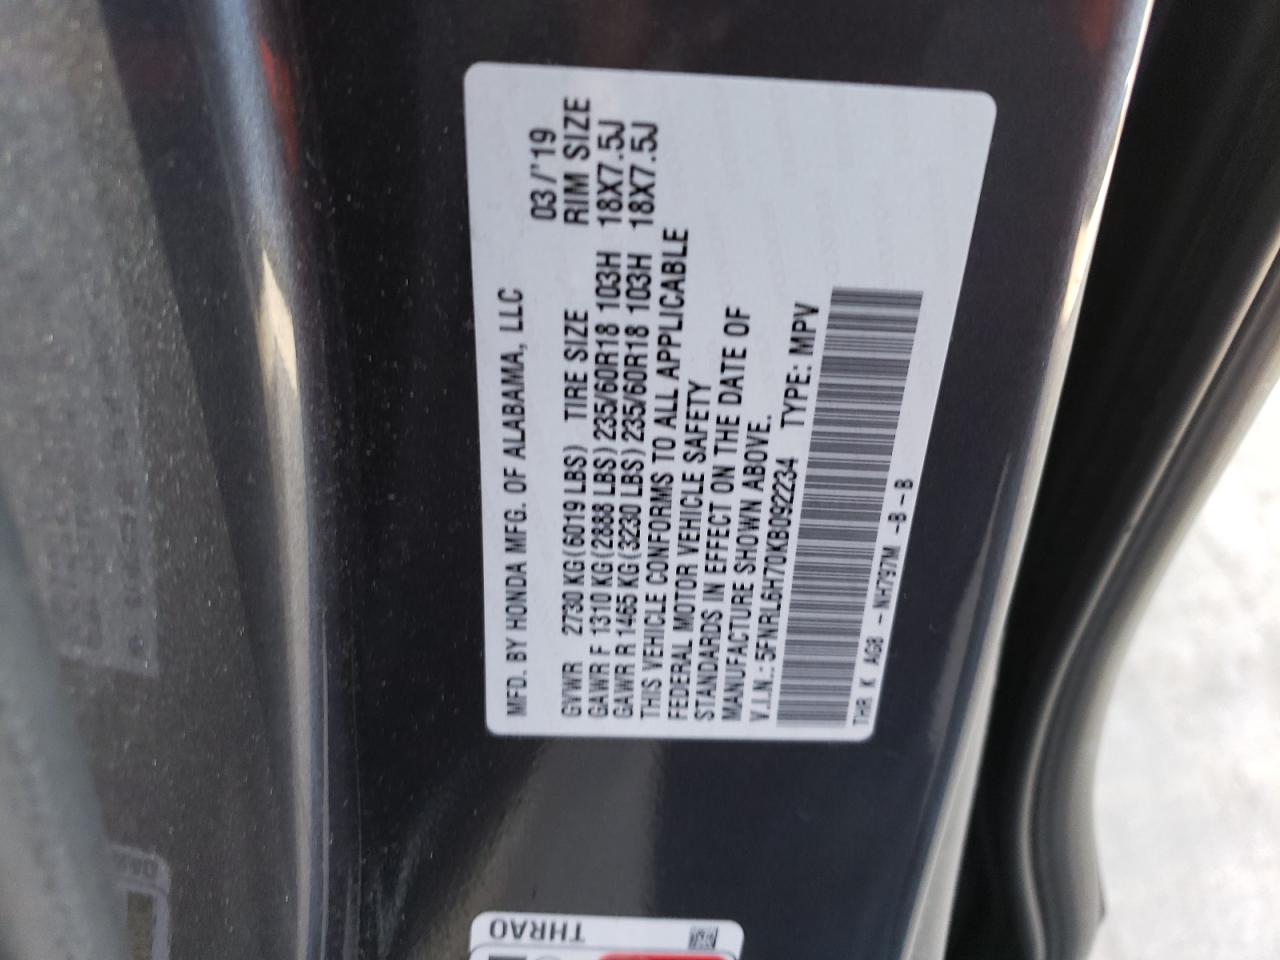 MFD. BY HONDA MFG. OF ALABAMA, LLC 03/'19
GVWR 2730 KG(6019 LBS) TIRE SIZE RIM SIZE
GAWR F 1310 KG(2888 LBS)235/60R18 103H 18X7.5J
GAWR R 1465 KG(3230 LBS)235/60R18 103H 18X7.5J
THIS VEHICLE CONFORMS TO ALL APPLICABLE
FEDERAL MOTOR VEHICLE SAFETY
STANDARDS IN EFFECT ON THE DATE OF
MANUFACTURE SHOWN ABOVE.
V.I.N.: 5FNRL6H70KB092234 TYPE: MPV
THR K AGB - NH797M -B-B
THRAO